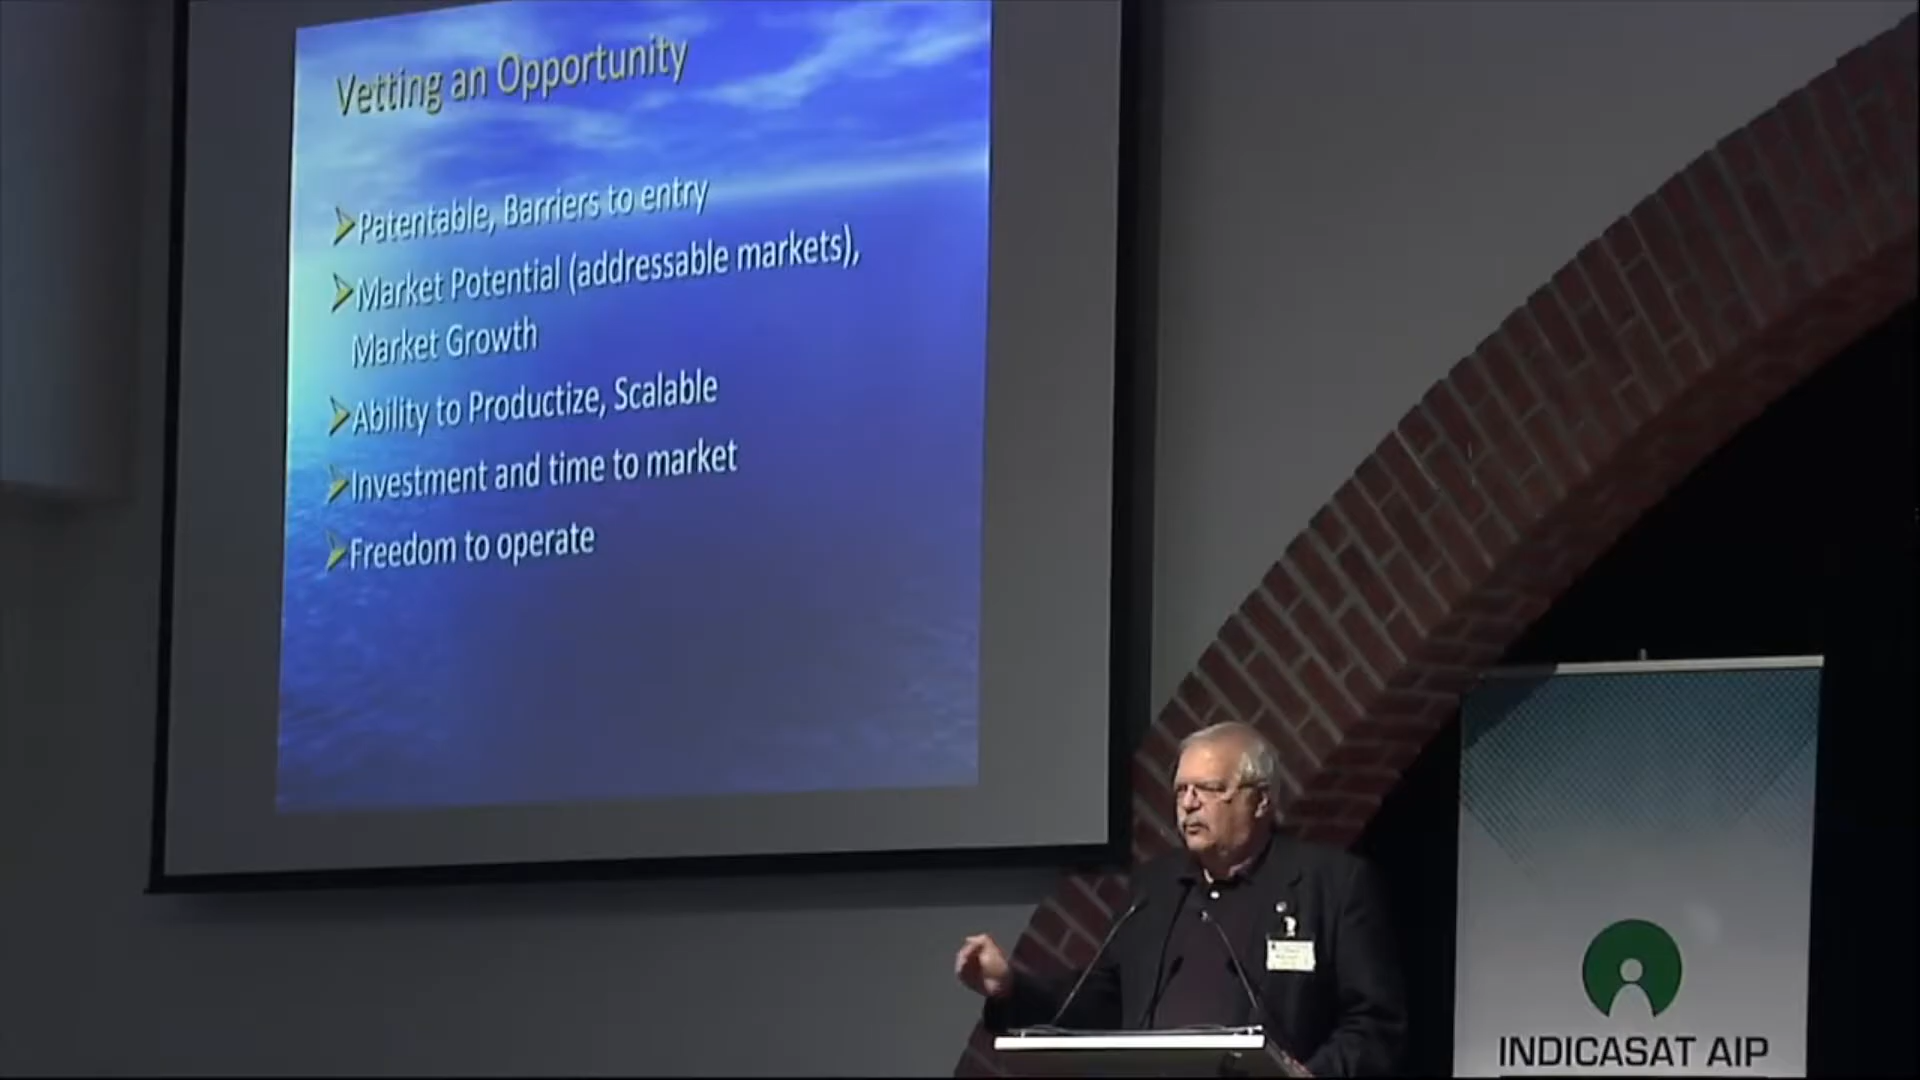 Vetting an Opportunity
Patentable, Barriers to entry
Market Potential (addressable markets),
Market Growth
Ability to Productize, Scalable
Investment and time to market
Freedom to operate
INDICASAT AIP